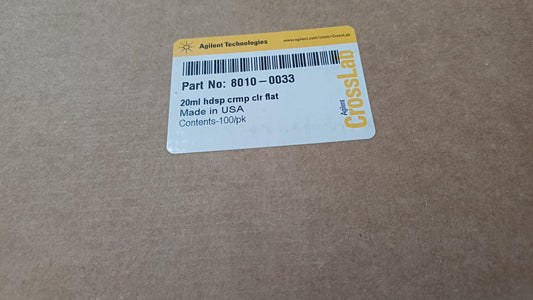 Agilent Technologies
www.agilent.com/chem/CrossLab
Part No: 8010-0033
20ml hdsp crmp clr flat
Made in USA
Contents-100/pk
Agilent
CrossLab